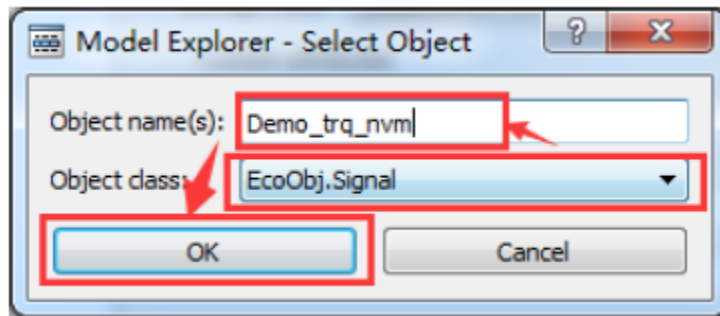 Model Explorer - Select Object
?
Object name(s): Demo_trq_nvm
Object class: EcoObj.Signal
OK Cancel